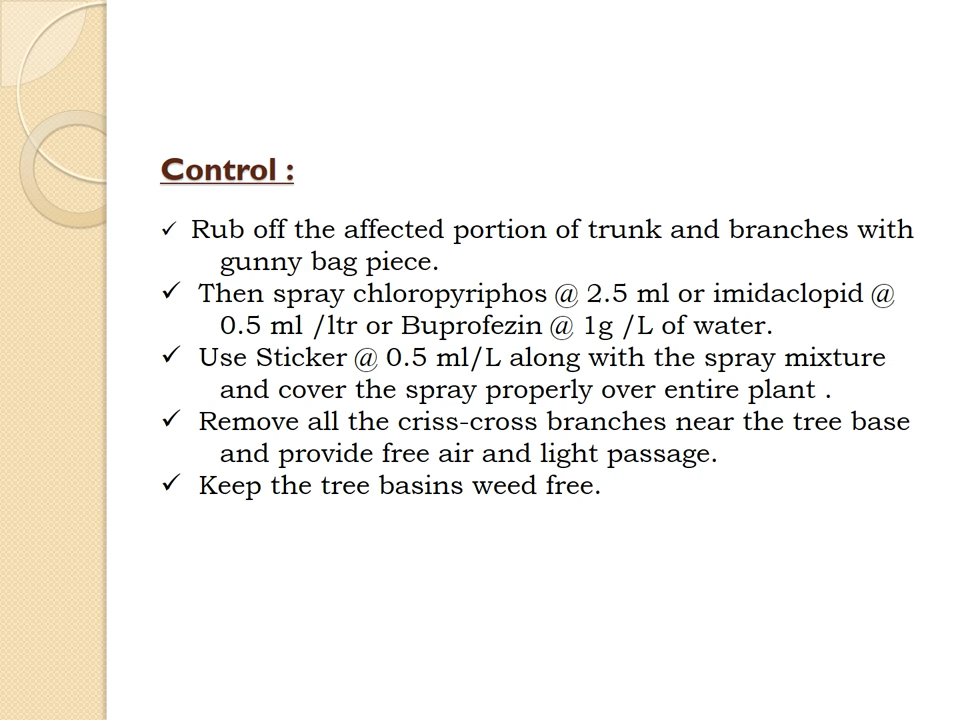 Control :
✓ Rub off the affected portion of trunk and branches with
gunny bag piece.
✓ Then spray chloropyriphos @ 2.5 ml or imidaclopid @
0.5 ml /ltr or Buprofezin @ 1g /L of water.
✓ Use Sticker @ 0.5 ml/L along with the spray mixture
and cover the spray properly over entire plant .
✓ Remove all the criss-cross branches near the tree base
and provide free air and light passage.
✓ Keep the tree basins weed free.